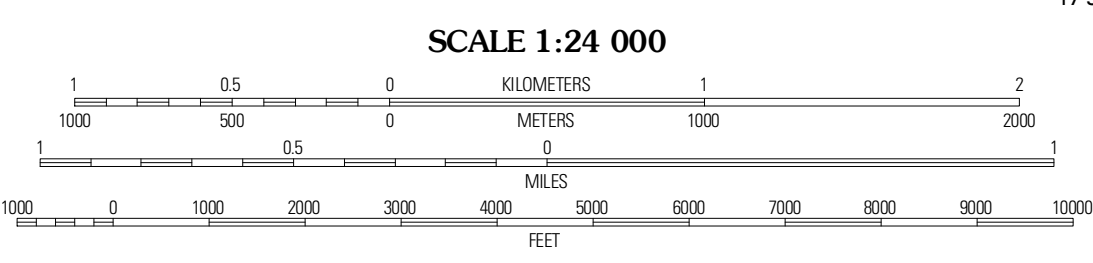 SCALE 1:24 000
1 0.5 0 KILOMETERS 1 2
1000 500 0 METERS 1000 2000
1 0.5 0 1
MILES
1000 0 1000 2000 3000 4000 5000 6000 7000 8000 9000 10000
FEET